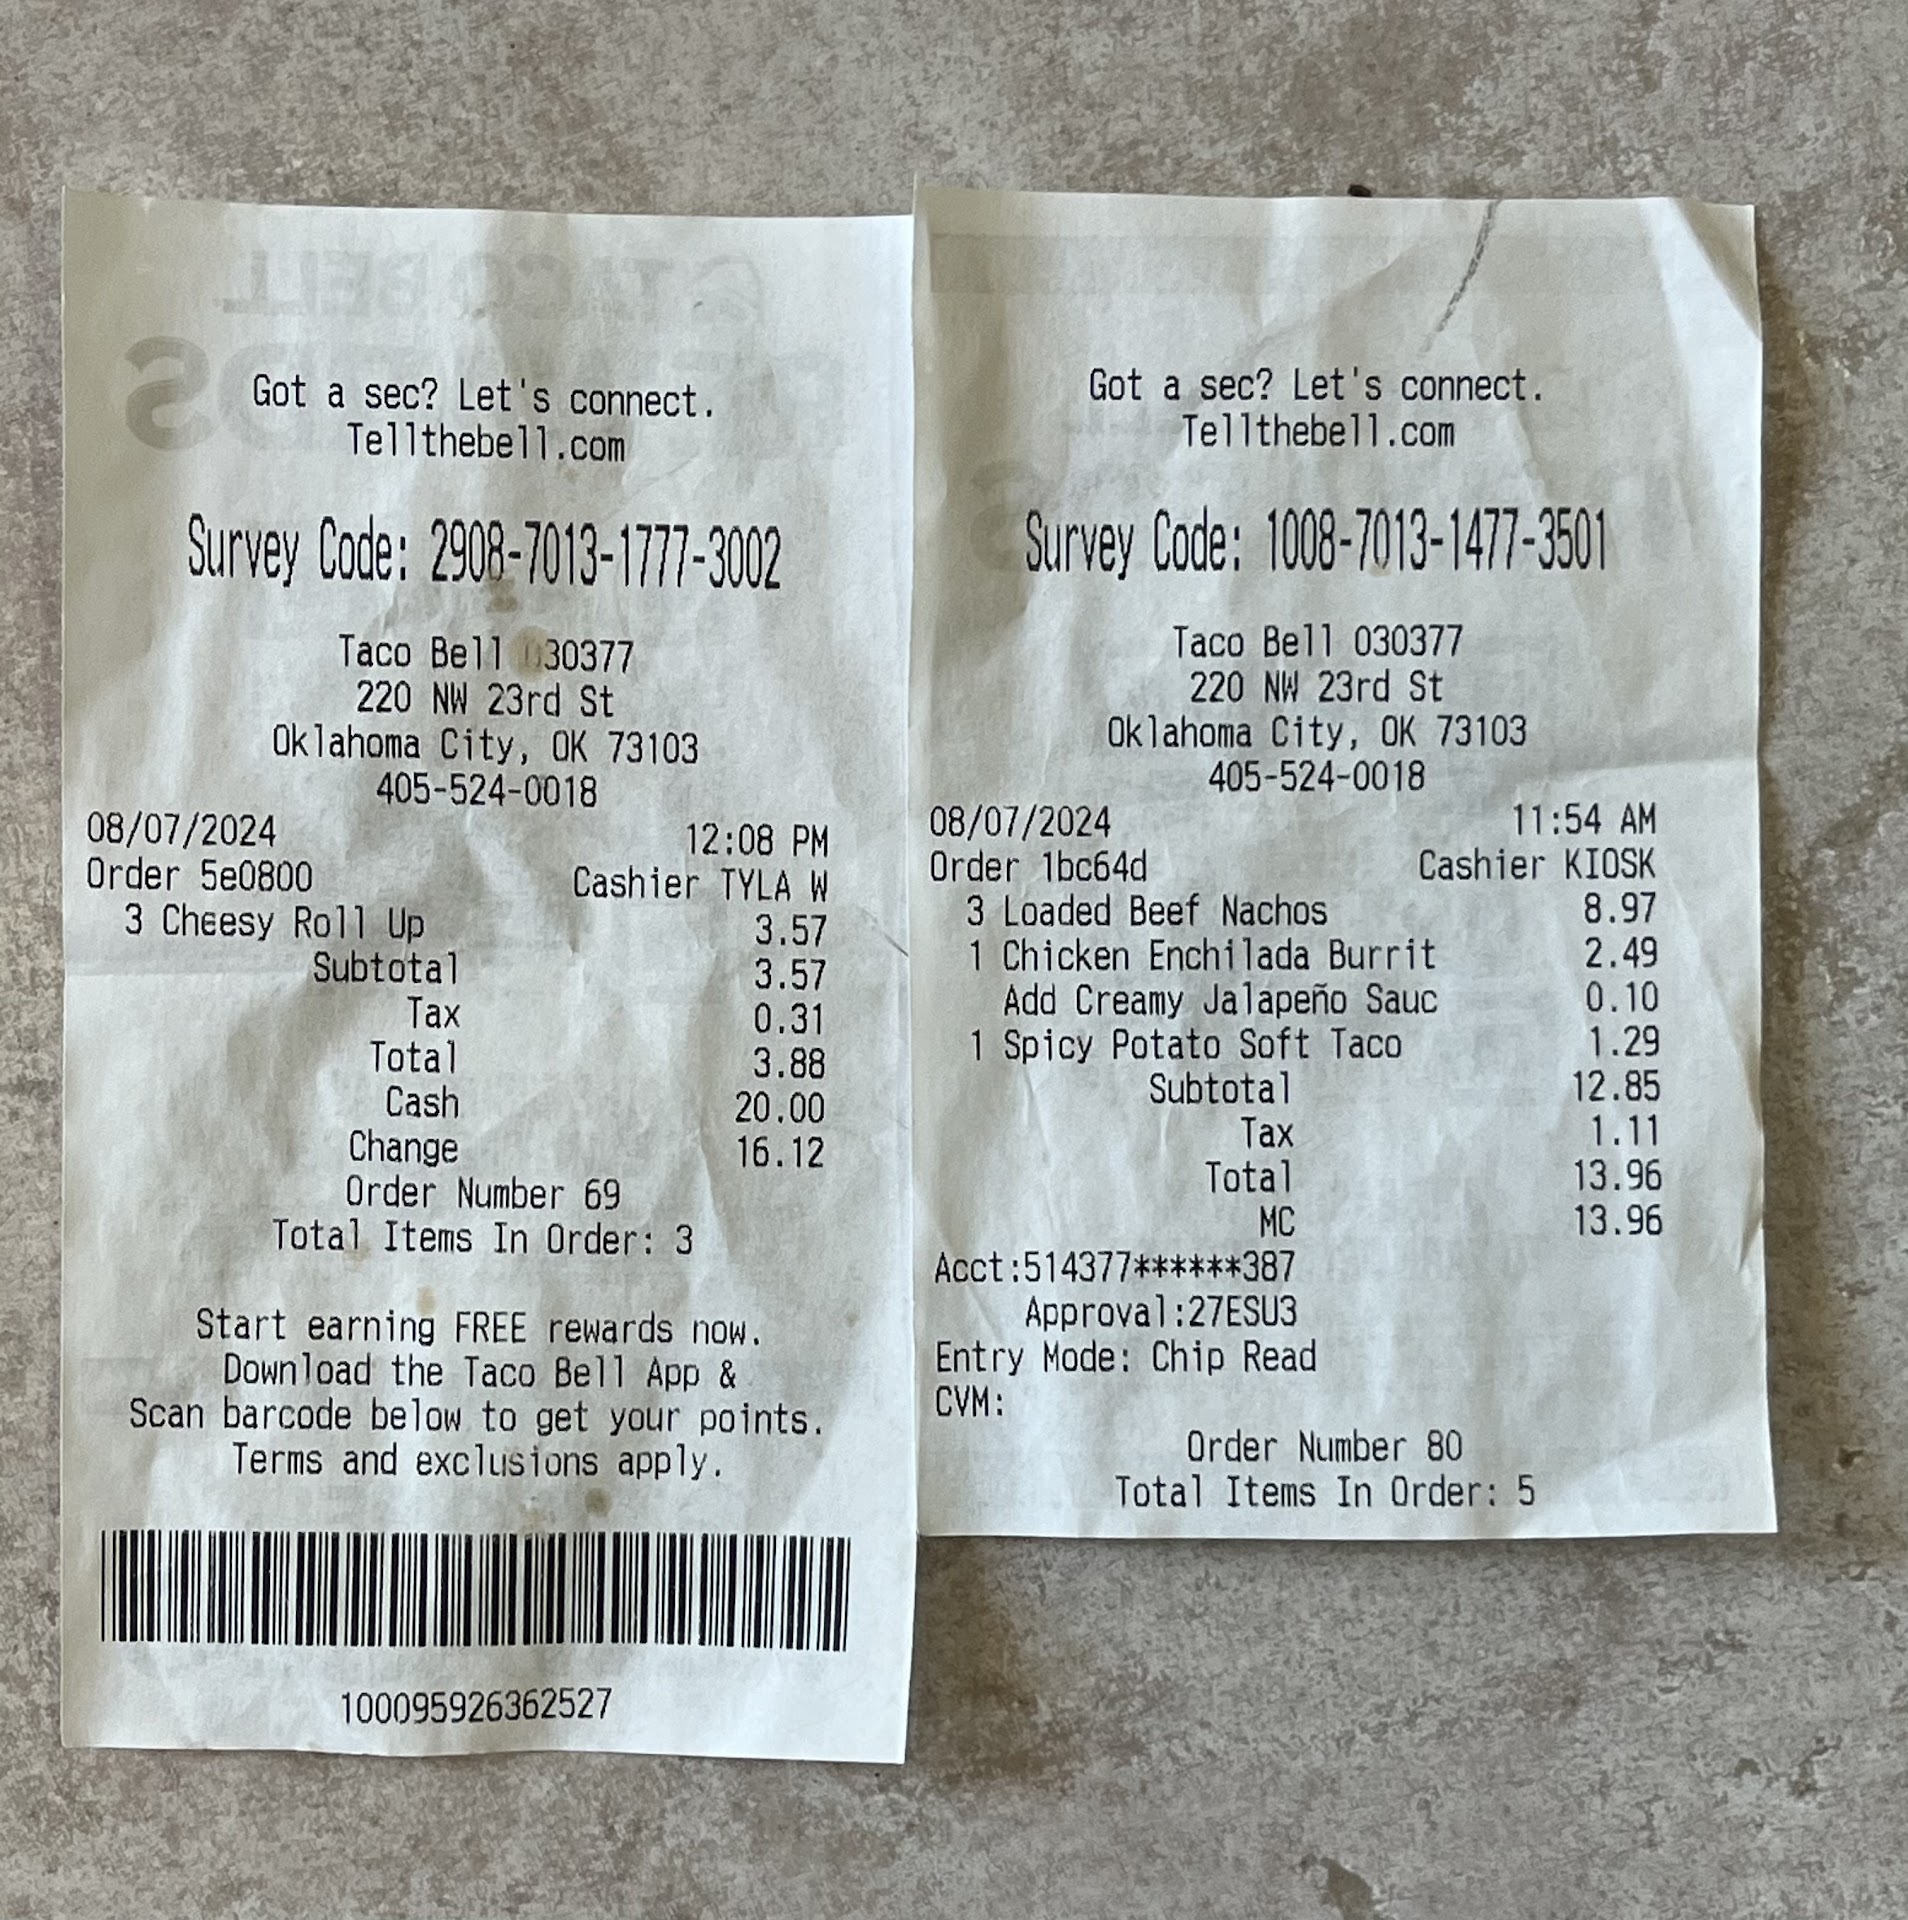 Got a sec? Let's connect.
Tellthebell.com
Survey Code: 2908-7013-1777-3002
Taco Bell 030377
220 NW 23rd St
Oklahoma City, OK 73103
405-524-0018
08/07/2024 12:08 PM
Order 5e0800 Cashier TYLA W
3 Cheesy Roll Up 3.57
Subtotal 3.57
Tax 0.31
Total 3.88
Cash 20.00
Change 16.12
Order Number 69
Total Items In Order: 3
Start earning FREE rewards now.
Download the Taco Bell App &
Scan barcode below to get your points.
Terms and exclusions apply.
100095926362527
Got a sec? Let's connect.
Tellthebell.com
Survey Code: 1008-7013-1477-3501
Taco Bell 030377
220 NW 23rd St
Oklahoma City, OK 73103
405-524-0018
08/07/2024 11:54 AM
Order 1bc64d Cashier KIOSK
3 Loaded Beef Nachos 8.97
1 Chicken Enchilada Burrit 2.49
Add Creamy Jalapeño Sauc 0.10
1 Spicy Potato Soft Taco 1.29
Subtotal 12.85
Tax 1.11
Total 13.96
MC 13.96
Acct:514377******387
Approval:27ESU3
Entry Mode: Chip Read
CVM:
Order Number 80
Total Items In Order: 5